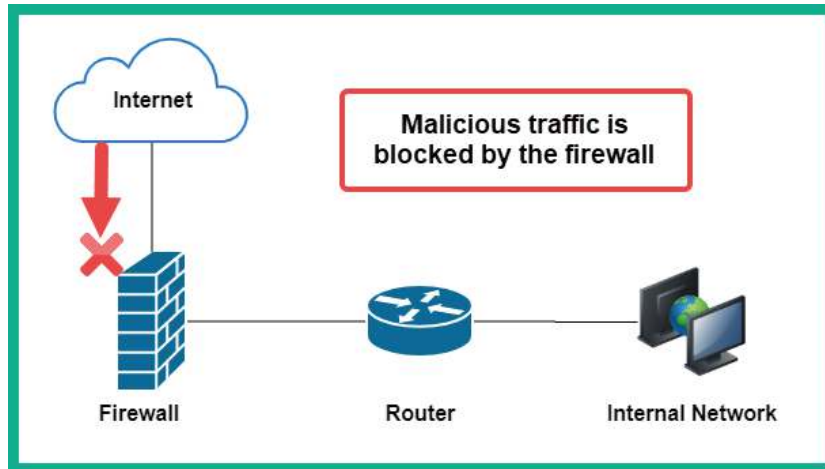 Internet
Malicious traffic is
blocked by the firewall
Firewall
Router
Internal Network